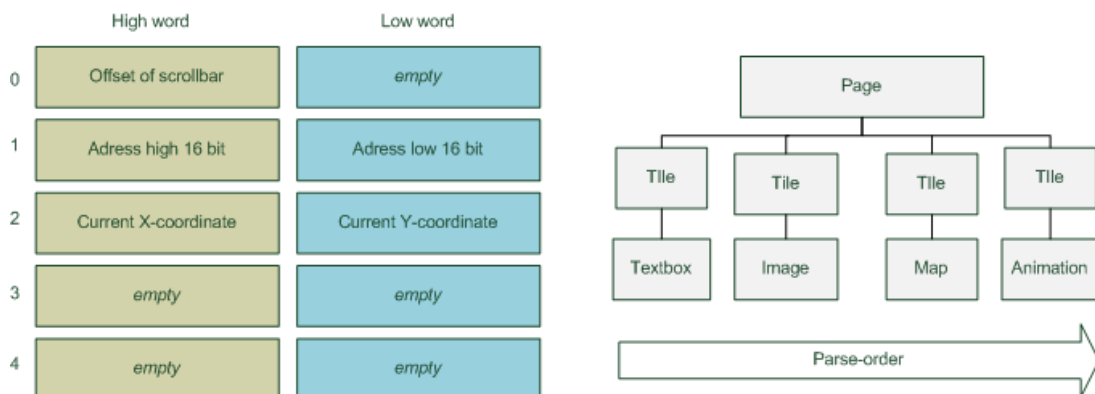 High word Low word
0 Offset of scrollbar empty
1 Adress high 16 bit Adress low 16 bit
2 Current X-coordinate Current Y-coordinate
3 empty empty
4 empty empty
Page
TIle Tile TIle TIle
Textbox Image Map Animation
Parse-order